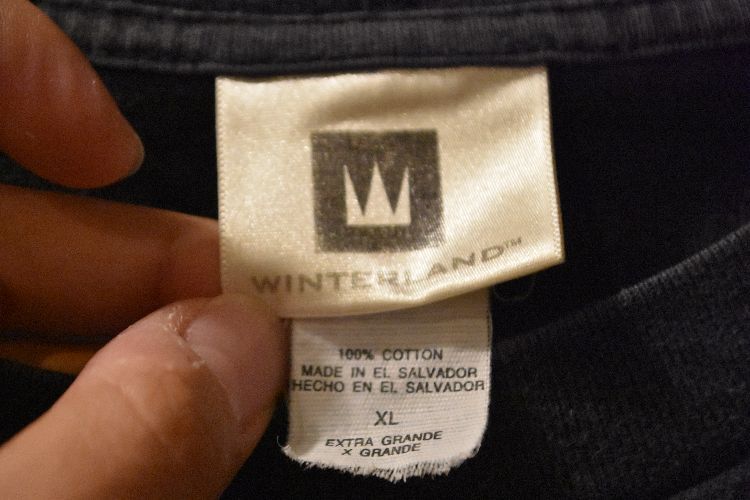 WINTERLAND™
100% COTTON
MADE IN EL SALVADOR
HECHO EN EL SALVADOR
XL
EXTRA GRANDE
X GRANDE